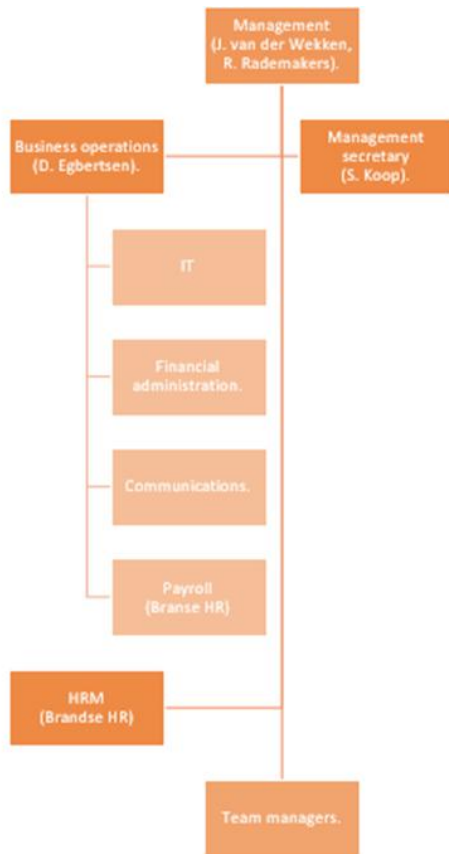 Management
(J. van der Wekken,
R. Rademakers).
Business operations
(D. Egbertsen).
Management
secretary
(S. Koop).
IT
Financial
administration.
Communications.
Payroll
(Branse HR)
HRM
(Brandse HR)
Team managers.